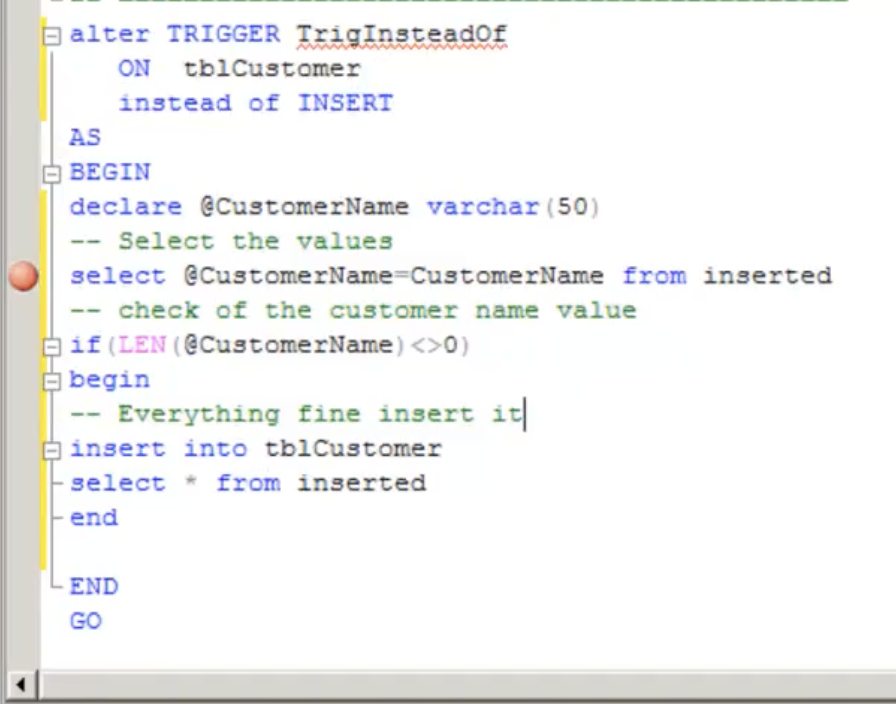 alter TRIGGER TrigInsteadOf
ON  tblCustomer
instead of INSERT
AS
BEGIN
declare @CustomerName varchar(50)
-- Select the values
select @CustomerName=CustomerName from inserted
-- check of the customer name value
if(LEN(@CustomerName)<>0)
begin
-- Everything fine insert it
insert into tblCustomer
select * from inserted
end
END
GO